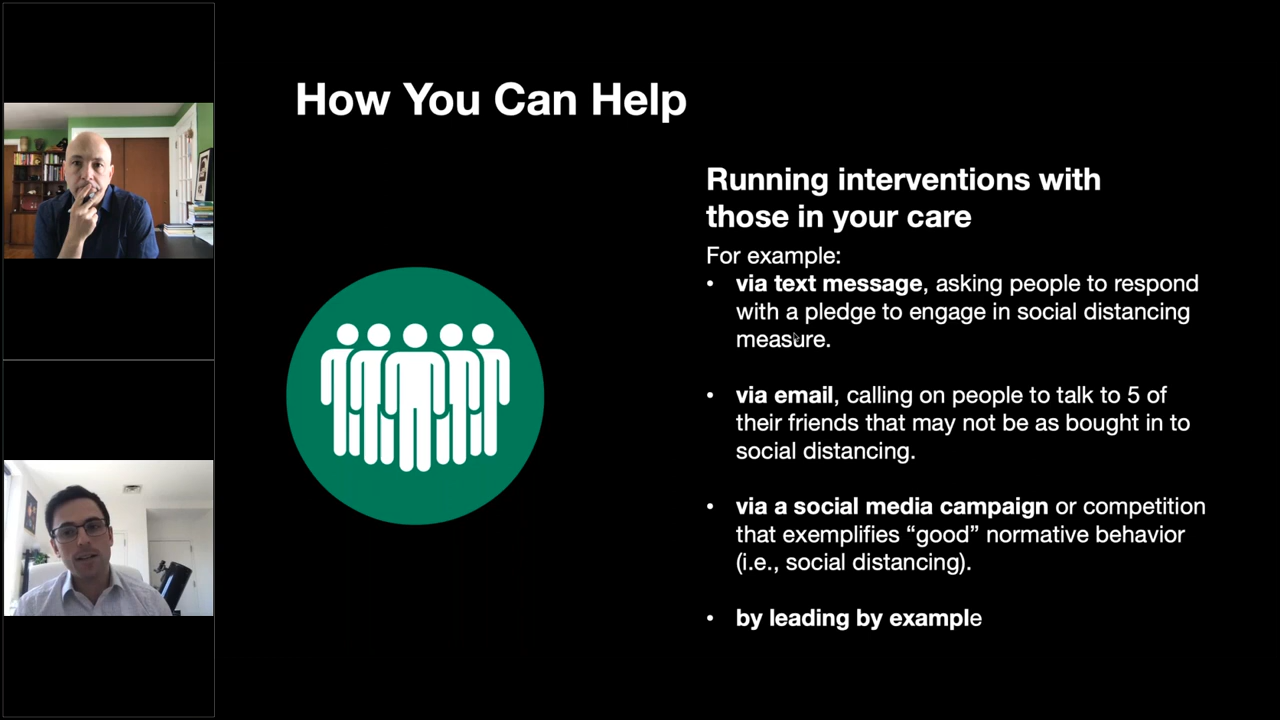 How You Can Help
Running interventions with
those in your care
For example:
• via text message, asking people to respond
with a pledge to engage in social distancing
measure.
• via email, calling on people to talk to 5 of
their friends that may not be as bought in to
social distancing.
• via a social media campaign or competition
that exemplifies “good” normative behavior
(i.e., social distancing).
• by leading by example